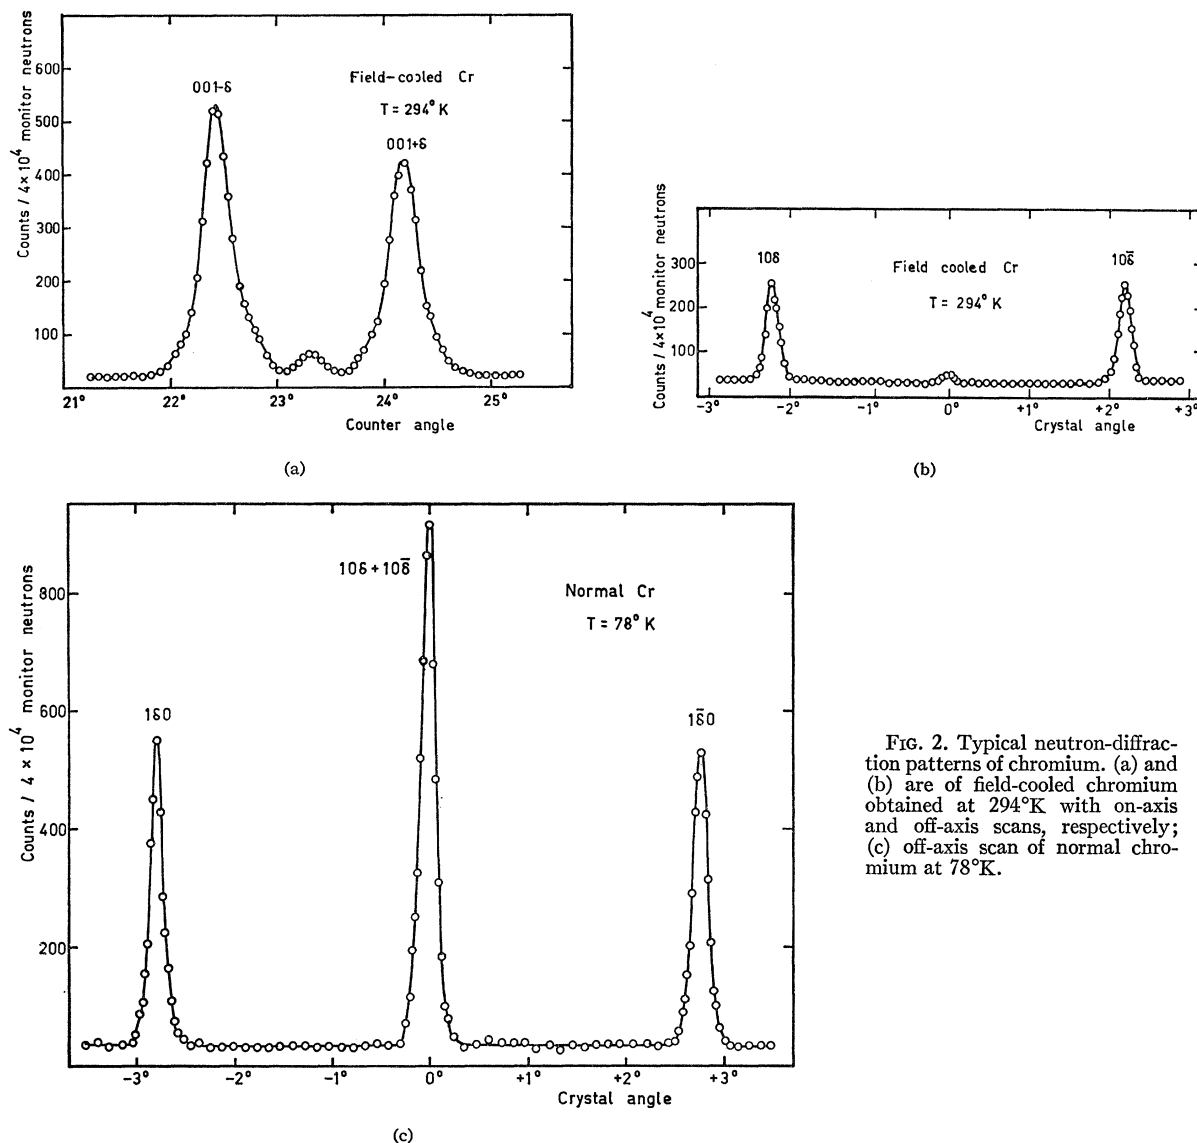 Counts / 4×10⁴ monitor neutrons
600
500
400
300
200
100
001-δ
Field-cooled Cr
T = 294° K
001+δ
21° 22° 23° 24° 25°
Counter angle
(a)
Counts / 4×10⁴ monitor neutrons
300
200
100
10δ
Field cooled Cr
T = 294° K
10δ̄
-3° -2° -1° 0° +1° +2° +3°
Crystal angle
(b)
Counts / 4 × 10⁴ monitor neutrons
800
600
400
200
10δ+10δ̄
Normal Cr
T = 78° K
1δ0
1δ̄0
-3° -2° -1° 0° +1° +2° +3°
Crystal angle
(c)
FIG. 2. Typical neutron-diffrac-
tion patterns of chromium. (a) and
(b) are of field-cooled chromium
obtained at 294°K with on-axis
and off-axis scans, respectively;
(c) off-axis scan of normal chro-
mium at 78°K.